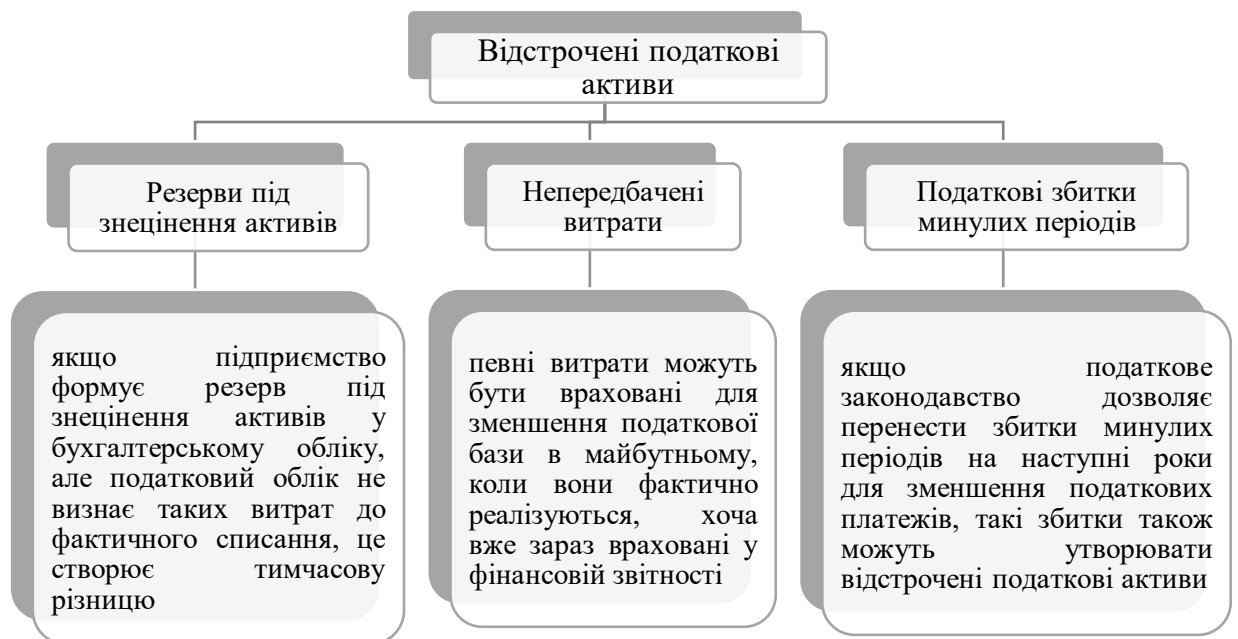 Відстрочені податкові
активи
Резерви під
знецінення активів
Непередбачені
витрати
Податкові збитки
минулих періодів
якщо підприємство
формує резерв під
знецінення активів у
бухгалтерському обліку,
але податковий облік не
визнає таких витрат до
фактичного списання, це
створює тимчасову
різницю
певні витрати можуть
бути враховані для
зменшення податкової
бази в майбутньому,
коли вони фактично
реалізуються, хоча
вже зараз враховані у
фінансовій звітності
якщо податкове
законодавство дозволяє
перенести збитки минулих
періодів на наступні роки
для зменшення податкових
платежів, такі збитки також
можуть утворювати
відстрочені податкові активи